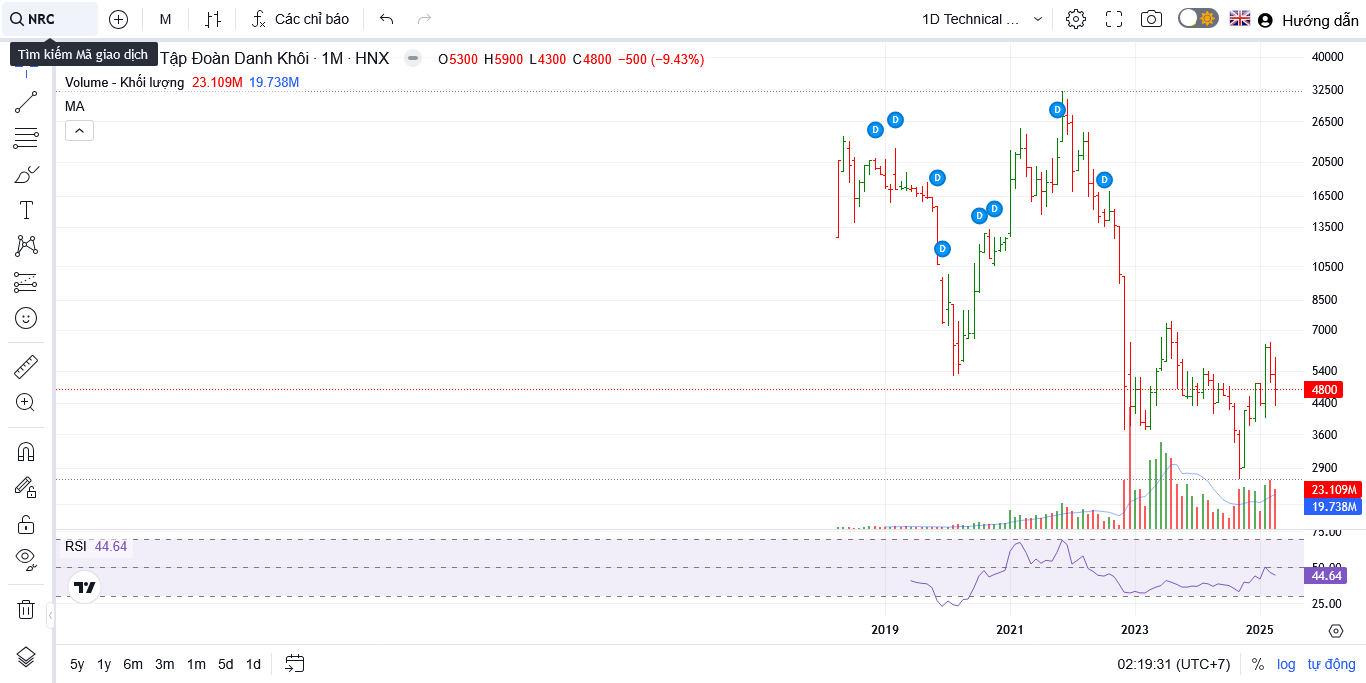 NRC
M
Các chỉ báo
1D Technical ...
Hướng dẫn
Tìm kiếm Mã giao dịch
Tập Đoàn Danh Khôi · 1M · HNX
O5300 H5900 L4300 C4800 −500 (−9.43%)
Volume - Khối lượng 23.109M 19.738M
MA
40000
32500
26500
20500
16500
13500
10500
8500
7000
5400
4800
4400
3600
2900
23.109M
19.738M
D
D
D
D
D
D
D
D
RSI 44.64
75.00
50.00
44.64
25.00
2019
2021
2023
2025
5y 1y 6m 3m 1m 5d 1d
02:19:31 (UTC+7)
%
log
tự động